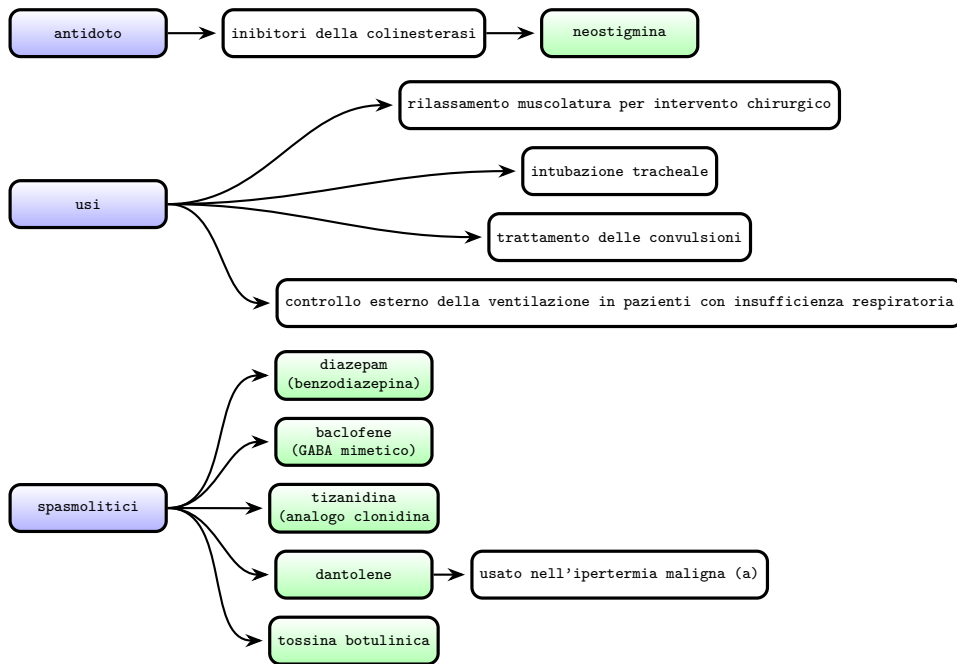 antidoto
inibitori della colinesterasi
neostigmina
usi
rilassamento muscolatura per intervento chirurgico
intubazione tracheale
trattamento delle convulsioni
controllo esterno della ventilazione in pazienti con insufficienza respiratoria
spasmolitici
diazepam
(benzodiazepina)
baclofene
(GABA mimetico)
tizanidina
(analogo clonidina
dantolene
usato nell'ipertermia maligna (a)
tossina botulinica